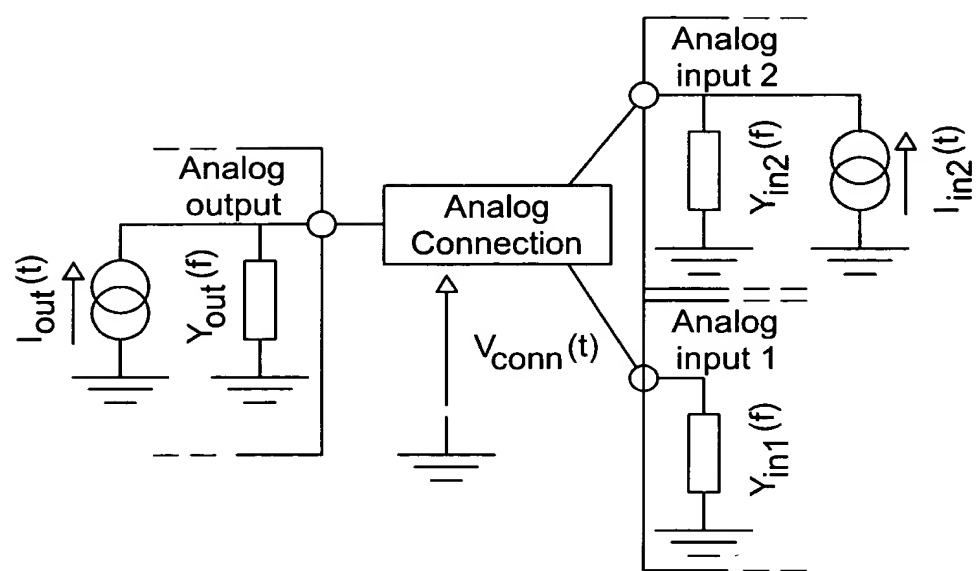 Analog
output
I_out(t)
Y_out(f)
Analog
Connection
V_conn(t)
Analog
input 2
Y_in2(f)
I_in2(t)
Analog
input 1
Y_in1(f)